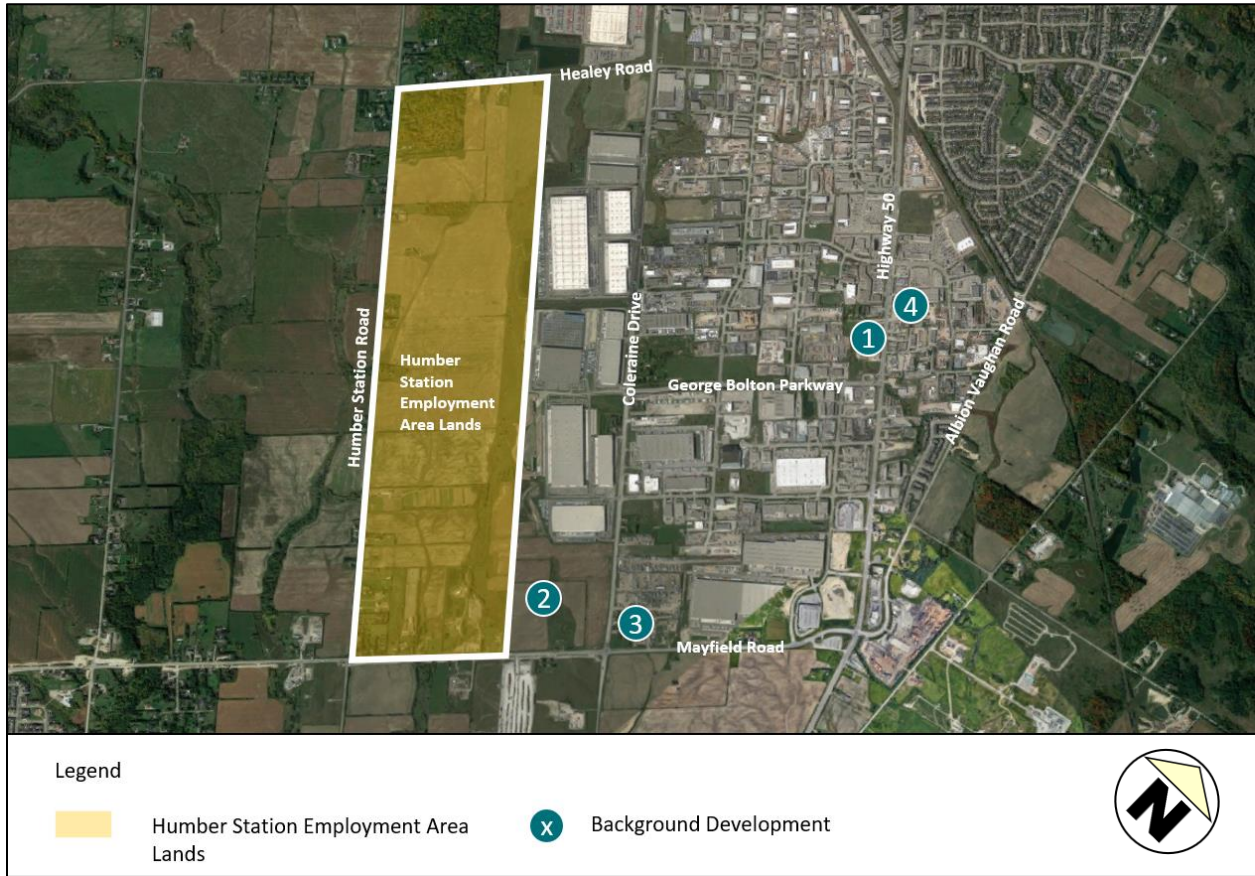 Healey Road
Highway 50
Humber Station Road
Coleraine Drive
Albion Vaughan Road
Humber
Station
Employment
Area Lands
4
1
George Bolton Parkway
2
3
Mayfield Road
Legend
Humber Station Employment Area
Lands
x
Background Development
N